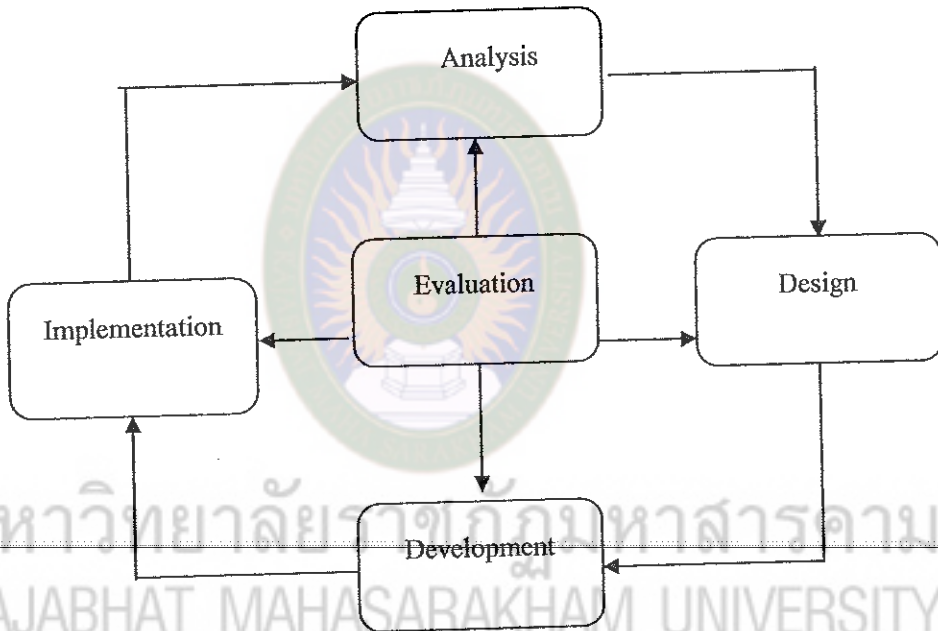 Analysis
Evaluation
Design
Implementation
หาวิทยาลัยราชภัฏมหาสารคาม
Development
RAJABHAT MAHASARAKHAM UNIVERSITY